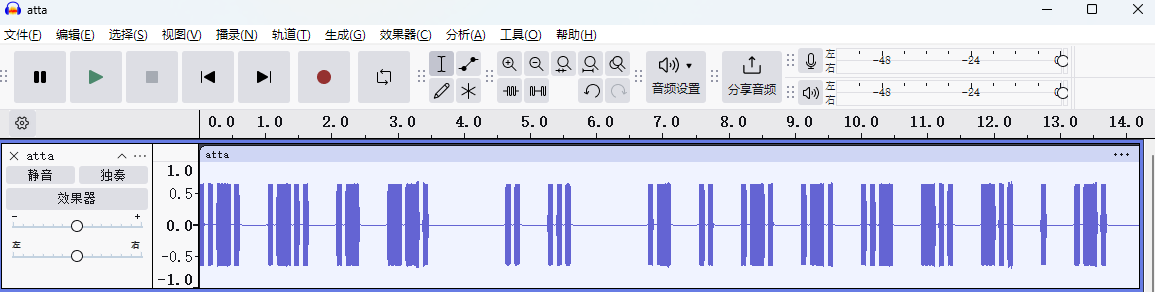 atta
文件(F) 编辑(E) 选择(S) 视图(V) 播录(N) 轨道(T) 生成(G) 效果器(C) 分析(A) 工具(O) 帮助(H)
音频设置
分享音频
左
右
-48 -24 0
左
右
-48 -24 0
0.0 1.0 2.0 3.0 4.0 5.0 6.0 7.0 8.0 9.0 10.0 11.0 12.0 13.0 14.0
atta
静音 独奏
效果器
- +
左 右
1.0
0.5
0.0
-0.5
-1.0
atta